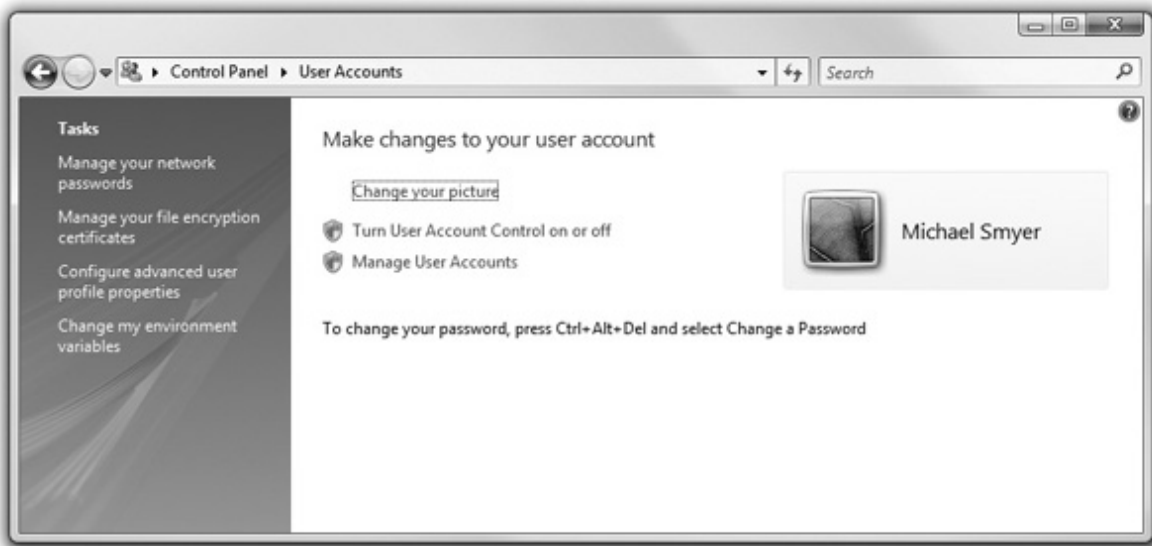 Control Panel ▸ User Accounts
Search
Tasks
Manage your network
passwords
Manage your file encryption
certificates
Configure advanced user
profile properties
Change my environment
variables
Make changes to your user account
Change your picture
Turn User Account Control on or off
Manage User Accounts
Michael Smyer
To change your password, press Ctrl+Alt+Del and select Change a Password